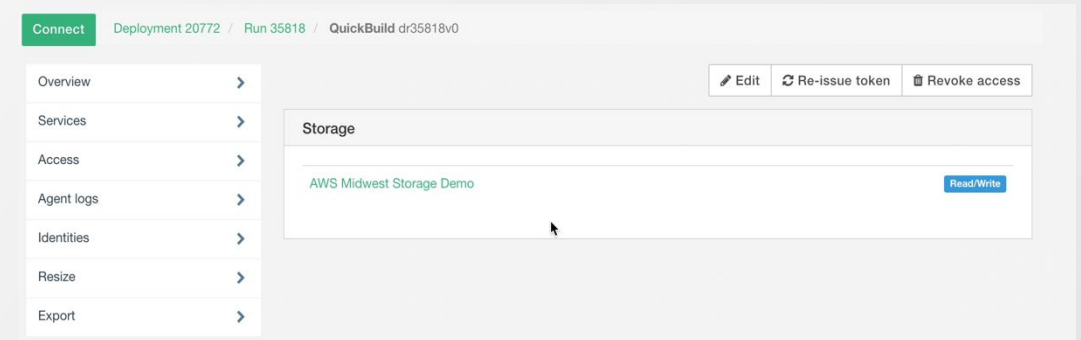 Connect Deployment 20772 / Run 35818 / QuickBuild dr35818v0
Overview
Services
Access
Agent logs
Identities
Resize
Export
Edit Re-issue token Revoke access
Storage
AWS Midwest Storage Demo Read/Write